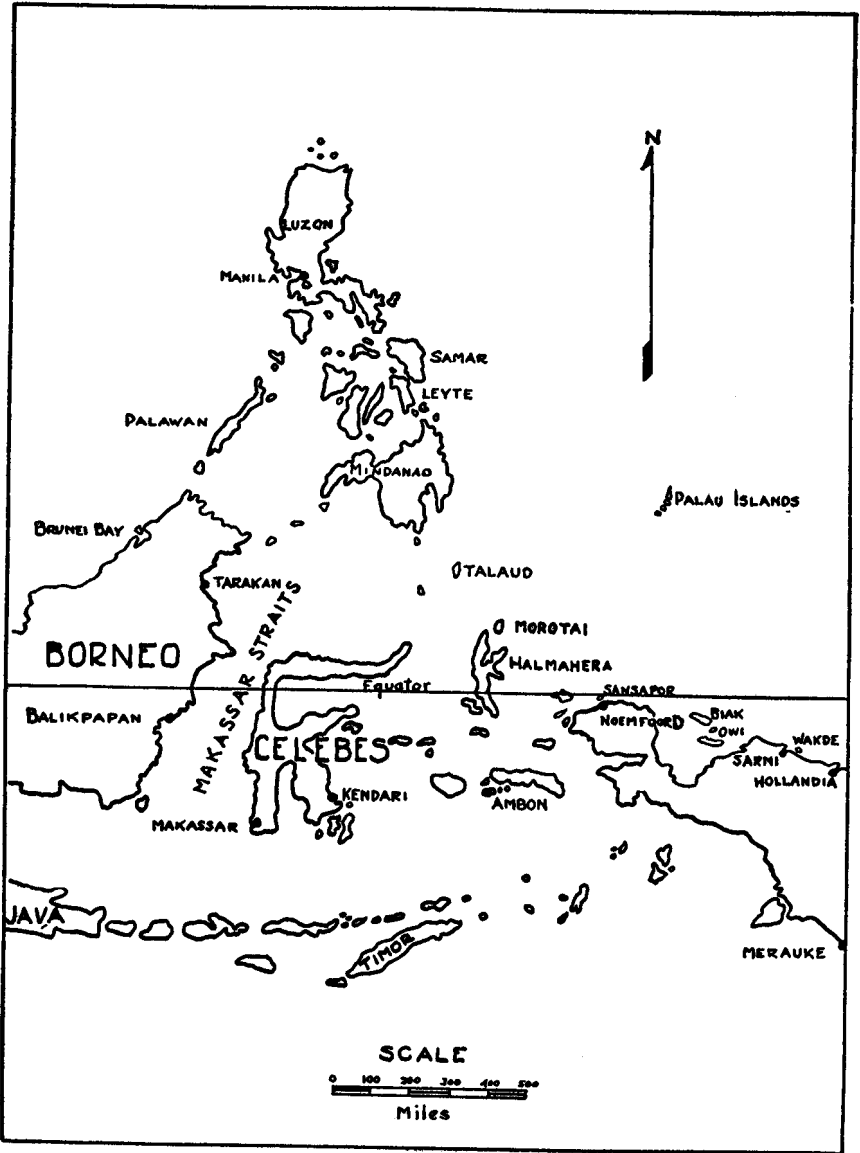 N
LUZON
MANILA
SAMAR
LEYTE
PALAWAN
MINDANAO
PALAU ISLANDS
BRUNEI BAY
TALAUD
TARAKAN
MAKASSAR STRAITS
MOROTAI
BORNEO
HALMAHERA
Equator
SANSAPOR
BALIKPAPAN
NOEMFOORD
BIAK
OWI
CELEBES
WAKDE
SARNI
HOLLANDIA
KENDARI
AMBON
MAKASSAR
JAVA
TIMOR
MERAUKE
SCALE
0 100 200 300 400 500
Miles